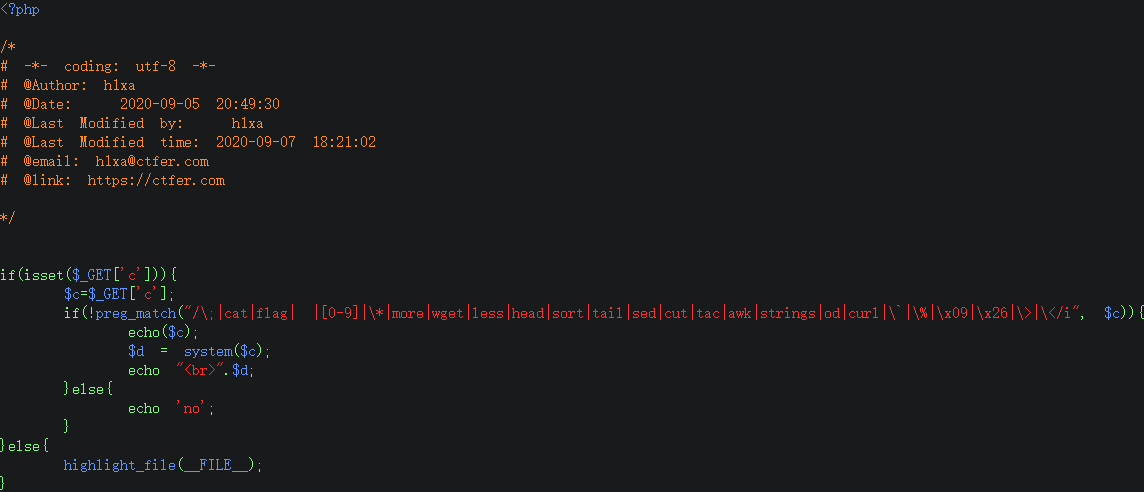 <?php

/*
# -*- coding: utf-8 -*-
# @Author: h1xa
# @Date:   2020-09-05 20:49:30
# @Last Modified by:   h1xa
# @Last Modified time: 2020-09-07 18:21:02
# @email: h1xa@ctfer.com
# @link: https://ctfer.com

*/


if(isset($_GET['c'])){
    $c=$_GET['c'];
    if(!preg_match("/\;|cat|flag| |[0-9]|\*|more|wget|less|head|sort|tail|sed|cut|tac|awk|strings|od|curl|\`|\%|\x09|\x26|\>|\</i", $c)){
        echo($c);
        $d = system($c);
        echo "<br>".$d;
    }else{
        echo 'no';
    }
}else{
    highlight_file(__FILE__);
}